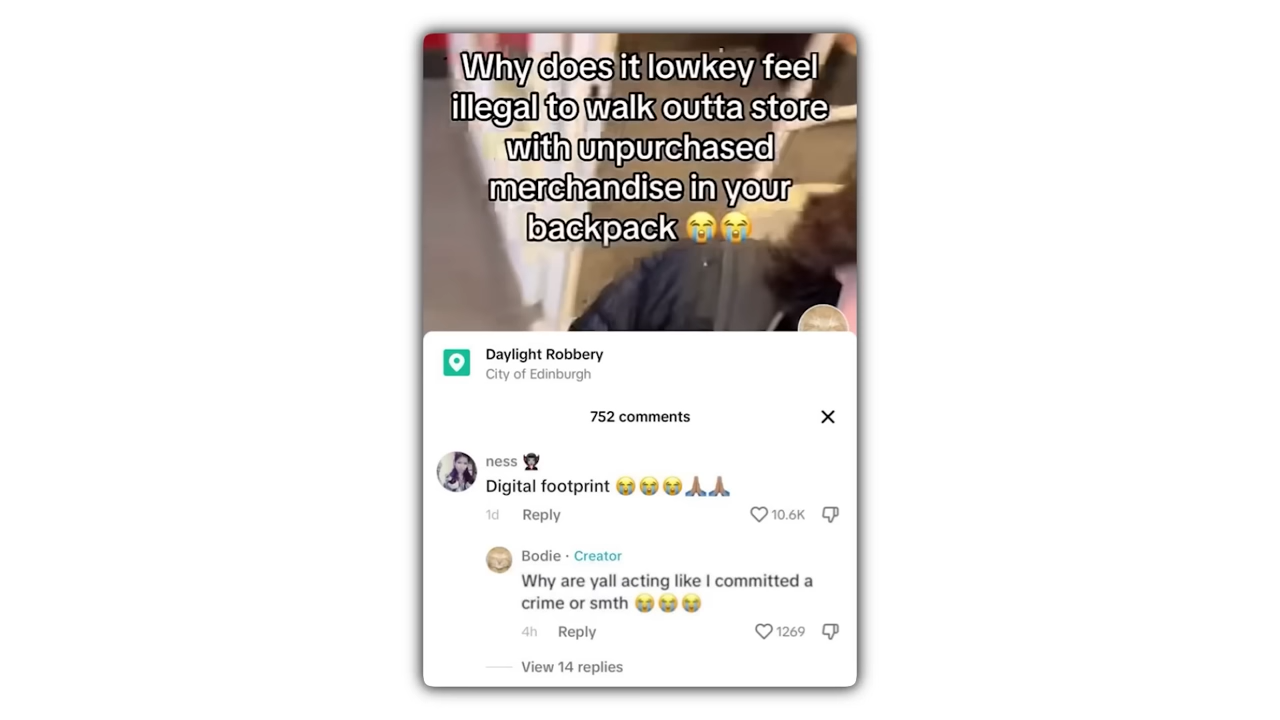 Why does it lowkey feel
illegal to walk outta store
with unpurchased
merchandise in your
backpack 😭😭
Daylight Robbery
City of Edinburgh
752 comments
ness
Digital footprint 😭😭😭🙏🏽🙏🏽
1d Reply 10.6K
Bodie · Creator
Why are yall acting like I committed a
crime or smth 😭😭😭
4h Reply 1269
View 14 replies